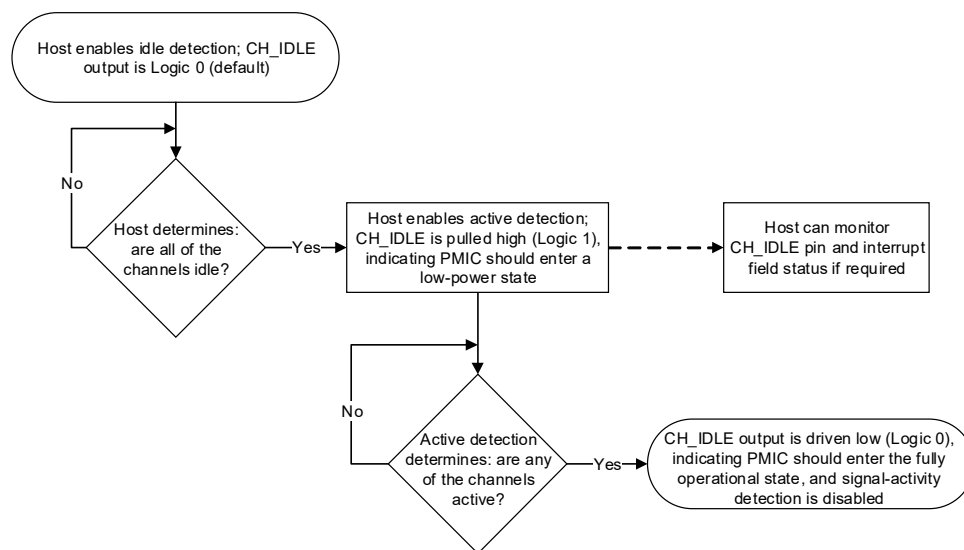 Host enables idle detection; CH_IDLE
output is Logic 0 (default)
No
Host determines:
are all of the
channels idle?
Yes
Host enables active detection;
CH_IDLE is pulled high (Logic 1),
indicating PMIC should enter a
low-power state
Host can monitor
CH_IDLE pin and interrupt
field status if required
No
Active detection
determines: are any
of the channels
active?
Yes
CH_IDLE output is driven low (Logic 0),
indicating PMIC should enter the fully
operational state, and signal-activity
detection is disabled